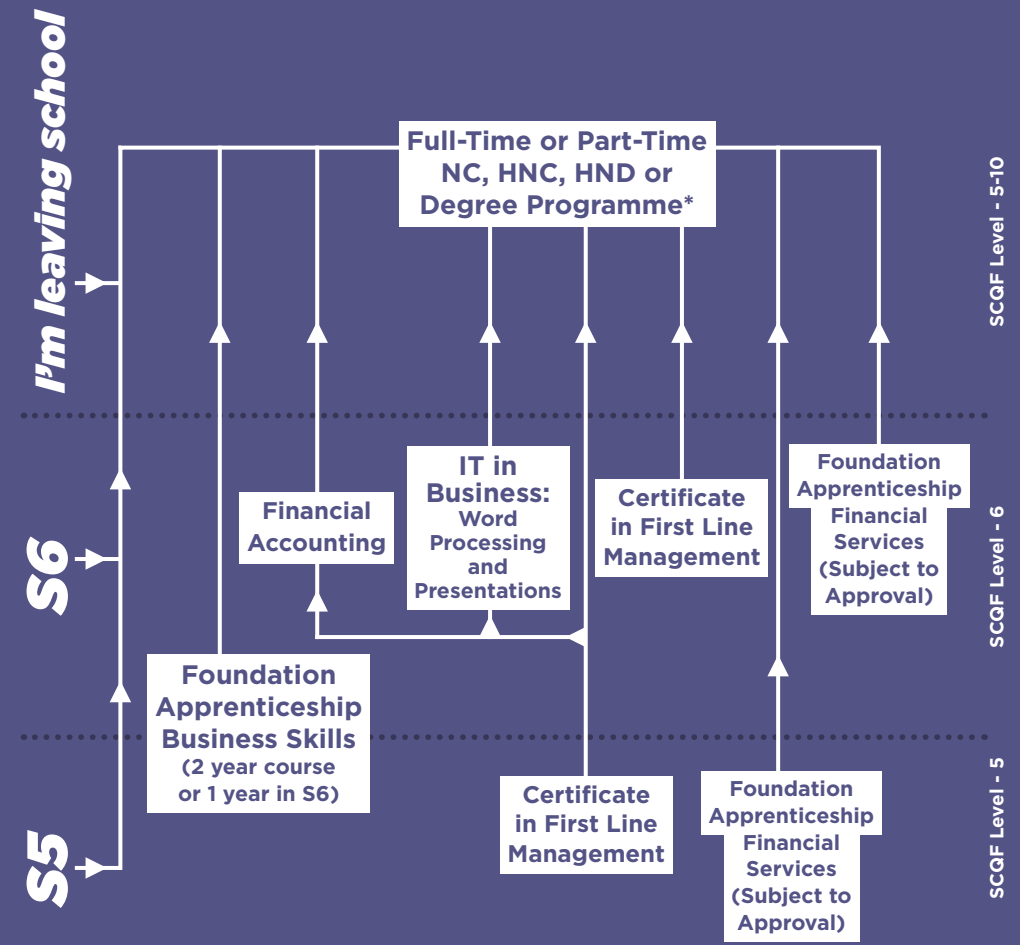 I'm leaving school
Full-Time or Part-Time
NC, HNC, HND or
Degree Programme*
SCQF Level - 5-10
S6
Financial
Accounting
IT in
Business:
Word
Processing
and
Presentations
Certificate
in First Line
Management
Foundation
Apprenticeship
Financial
Services
(Subject to
Approval)
SCQF Level - 6
Foundation
Apprenticeship
Business Skills
(2 year course
or 1 year in S6)
S5
Certificate
in First Line
Management
Foundation
Apprenticeship
Financial
Services
(Subject to
Approval)
SCQF Level - 5